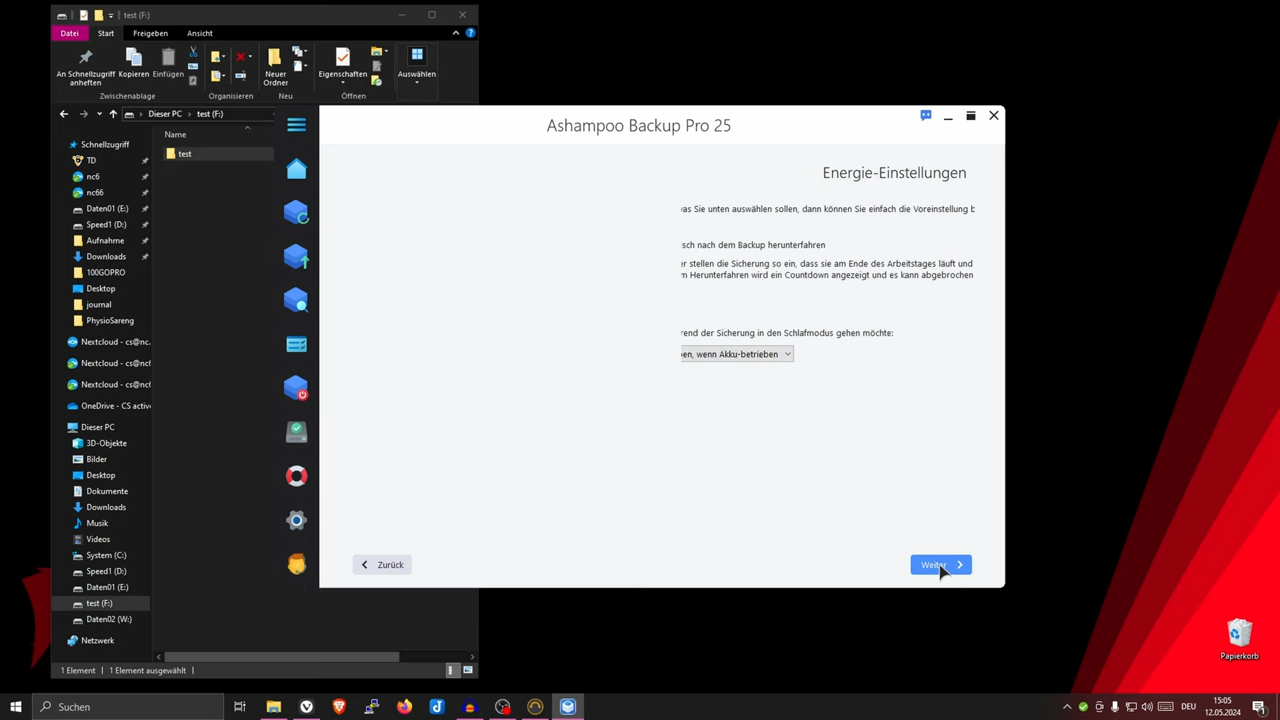 test (F:)
Datei Start Freigeben Ansicht
An Schnellzugriff anheften
Kopieren
Einfügen
Neuer Ordner
Eigenschaften
Auswählen
Zwischenablage Organisieren Neu Öffnen
Dieser PC > test (F:)
Name
test
Schnellzugriff
TD
nc6
nc66
Daten01 (E:)
Speed1 (D:)
Aufnahme
Downloads
100GOPRO
Desktop
journal
PhysioSareng
Nextcloud - cs@nc.
Nextcloud - cs@nc6
Nextcloud - cs@nc6
OneDrive - CS active
Dieser PC
3D-Objekte
Bilder
Desktop
Dokumente
Downloads
Musik
Videos
System (C:)
Speed1 (D:)
Daten01 (E:)
test (F:)
Daten02 (W:)
Netzwerk
1 Element 1 Element ausgewählt
Ashampoo Backup Pro 25
Energie-Einstellungen
as Sie unten auswählen sollen, dann können Sie einfach die Voreinstellung b
isch nach dem Backup herunterfahren
er stellen die Sicherung so ein, dass sie am Ende des Arbeitstages läuft und
m Herunterfahren wird ein Countdown angezeigt und es kann abgebrochen
rend der Sicherung in den Schlafmodus gehen möchte:
en, wenn Akku-betrieben
Zurück
Weiter
Papierkorb
Suchen
DEU
15:05
12.05.2024
1